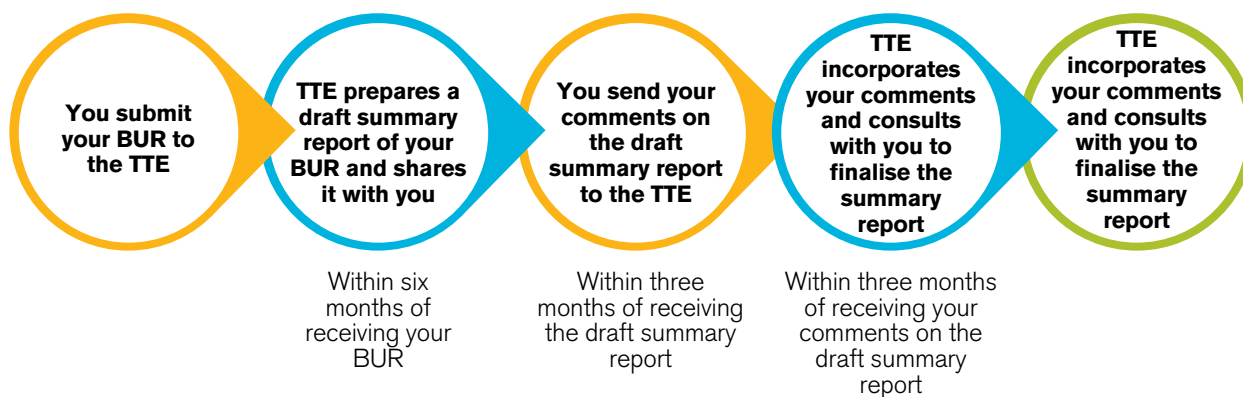 You submit
your BUR to
the TTE
TTE prepares a
draft summary
report of your
BUR and shares
it with you
You send your
comments on
the draft
summary report
to the TTE
TTE
incorporates
your comments
and consults
with you to
finalise the
summary
report
TTE
incorporates
your comments
and consults
with you to
finalise the
summary
report
Within six
months of
receiving your
BUR
Within three
months of receiving
the draft summary
report
Within three months
of receiving your
comments on the
draft summary
report